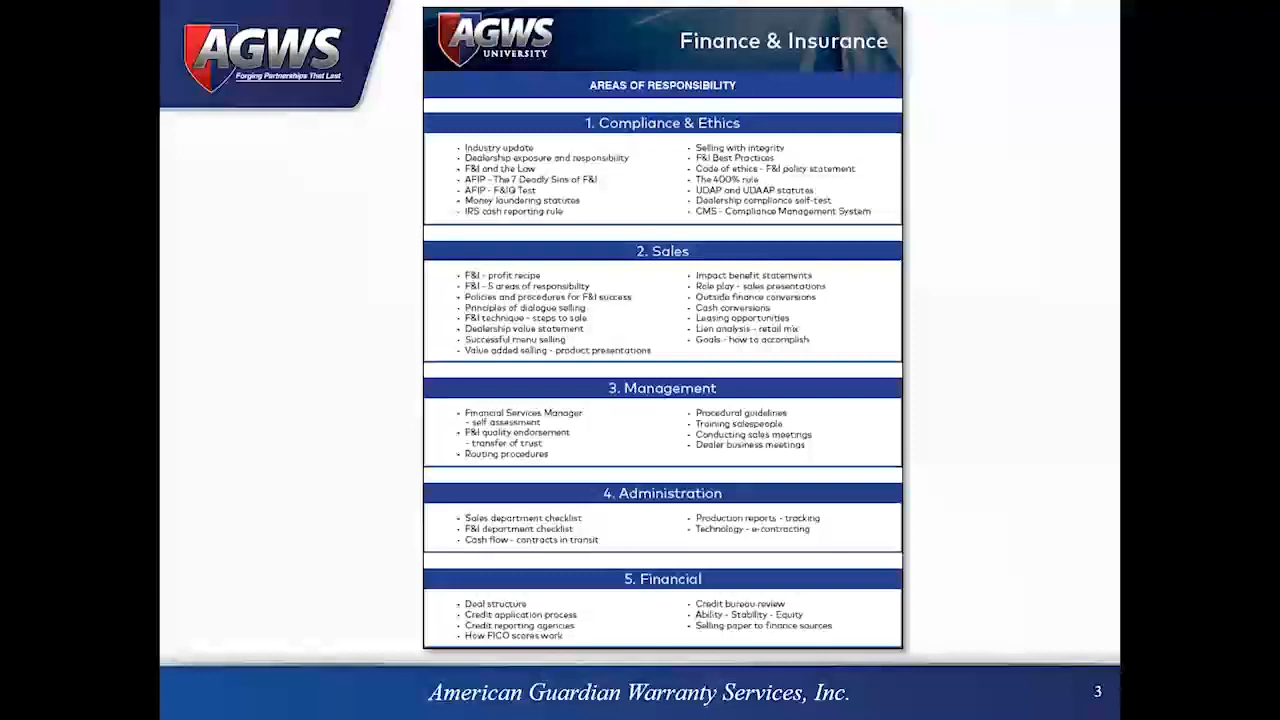 AGWS
Forging Partnerships That Last
AGWS
UNIVERSITY
Finance & Insurance
AREAS OF RESPONSIBILITY
1. Compliance & Ethics
• Industry update
• Dealership exposure and responsibility
• F&I and the Law
• AFIP - The 7 Deadly Sins of F&I
• AFIP - F&IQ Test
• Money laundering statutes
• IRS cash reporting rule
• Selling with integrity
• F&I Best Practices
• Code of ethics - F&I policy statement
• The 400% rule
• UDAP and UDAAP statutes
• Dealership compliance self-test
• CMS - Compliance Management System
2. Sales
• F&I - profit recipe
• F&I - 5 areas of responsibility
• Policies and procedures for F&I success
• Principles of dialogue selling
• F&I technique - steps to sale
• Dealership value statement
• Successful menu selling
• Value added selling - product presentations
• Impact benefit statements
• Role play - sales presentations
• Outside finance conversions
• Cash conversions
• Leasing opportunities
• Lien analysis - retail mix
• Goals - how to accomplish
3. Management
• Financial Services Manager
- self assessment
• F&I quality endorsement
- transfer of trust
• Routing procedures
• Procedural guidelines
• Training salespeople
• Conducting sales meetings
• Dealer business meetings
4. Administration
• Sales department checklist
• F&I department checklist
• Cash flow - contracts in transit
• Production reports - tracking
• Technology - e-contracting
5. Financial
• Deal structure
• Credit application process
• Credit reporting agencies
• How FICO scores work
• Credit bureau review
• Ability - Stability - Equity
• Selling paper to finance sources
American Guardian Warranty Services, Inc.
3